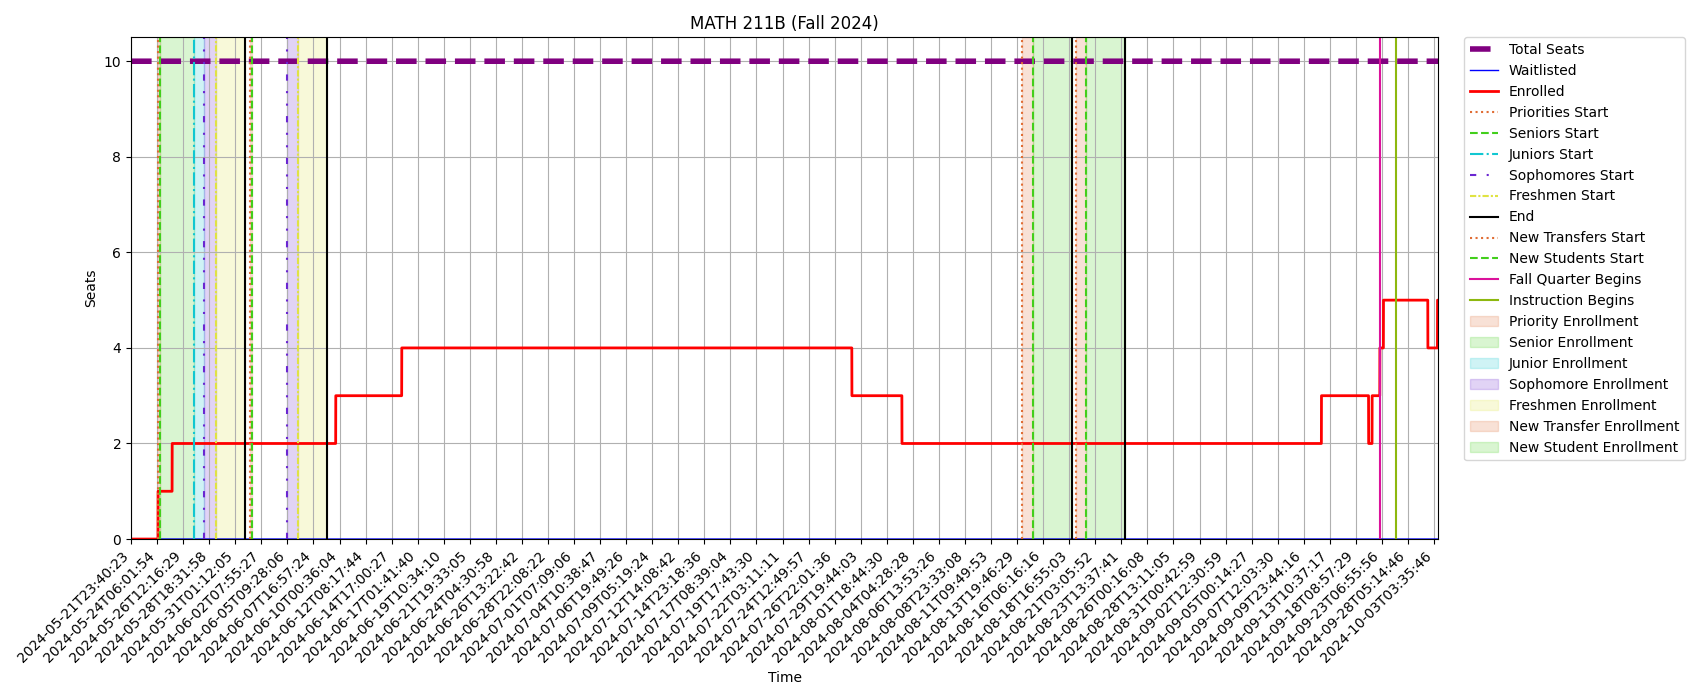 MATH 211B (Fall 2024)
Seats
10
8
6
4
2
0
2024-05-21T23:40:23
2024-05-24T06:01:54
2024-05-26T12:16:29
2024-05-28T18:31:58
2024-05-31T01:12:05
2024-06-02T07:55:27
2024-06-05T09:28:06
2024-06-07T16:57:24
2024-06-10T00:36:04
2024-06-12T08:17:44
2024-06-14T17:00:27
2024-06-17T01:41:40
2024-06-19T10:34:10
2024-06-21T19:33:05
2024-06-24T04:30:58
2024-06-26T13:22:42
2024-06-28T22:08:22
2024-07-01T07:09:06
2024-07-04T10:38:47
2024-07-06T19:49:26
2024-07-09T05:19:24
2024-07-12T14:08:42
2024-07-14T23:18:36
2024-07-17T08:39:04
2024-07-19T17:43:30
2024-07-22T03:11:11
2024-07-24T12:49:57
2024-07-26T22:01:36
2024-07-29T19:44:03
2024-08-01T18:44:30
2024-08-04T04:28:28
2024-08-06T13:53:26
2024-08-08T23:33:08
2024-08-11T09:49:53
2024-08-13T19:46:29
2024-08-16T06:16:16
2024-08-18T16:55:03
2024-08-21T03:05:52
2024-08-23T13:37:41
2024-08-26T00:16:08
2024-08-28T13:11:05
2024-08-31T00:42:59
2024-09-02T12:30:59
2024-09-05T00:14:27
2024-09-07T12:03:30
2024-09-09T23:44:16
2024-09-13T10:37:17
2024-09-18T08:57:29
2024-09-23T06:55:56
2024-09-28T05:14:46
2024-10-03T03:35:46
Time
Total Seats
Waitlisted
Enrolled
Priorities Start
Seniors Start
Juniors Start
Sophomores Start
Freshmen Start
End
New Transfers Start
New Students Start
Fall Quarter Begins
Instruction Begins
Priority Enrollment
Senior Enrollment
Junior Enrollment
Sophomore Enrollment
Freshmen Enrollment
New Transfer Enrollment
New Student Enrollment